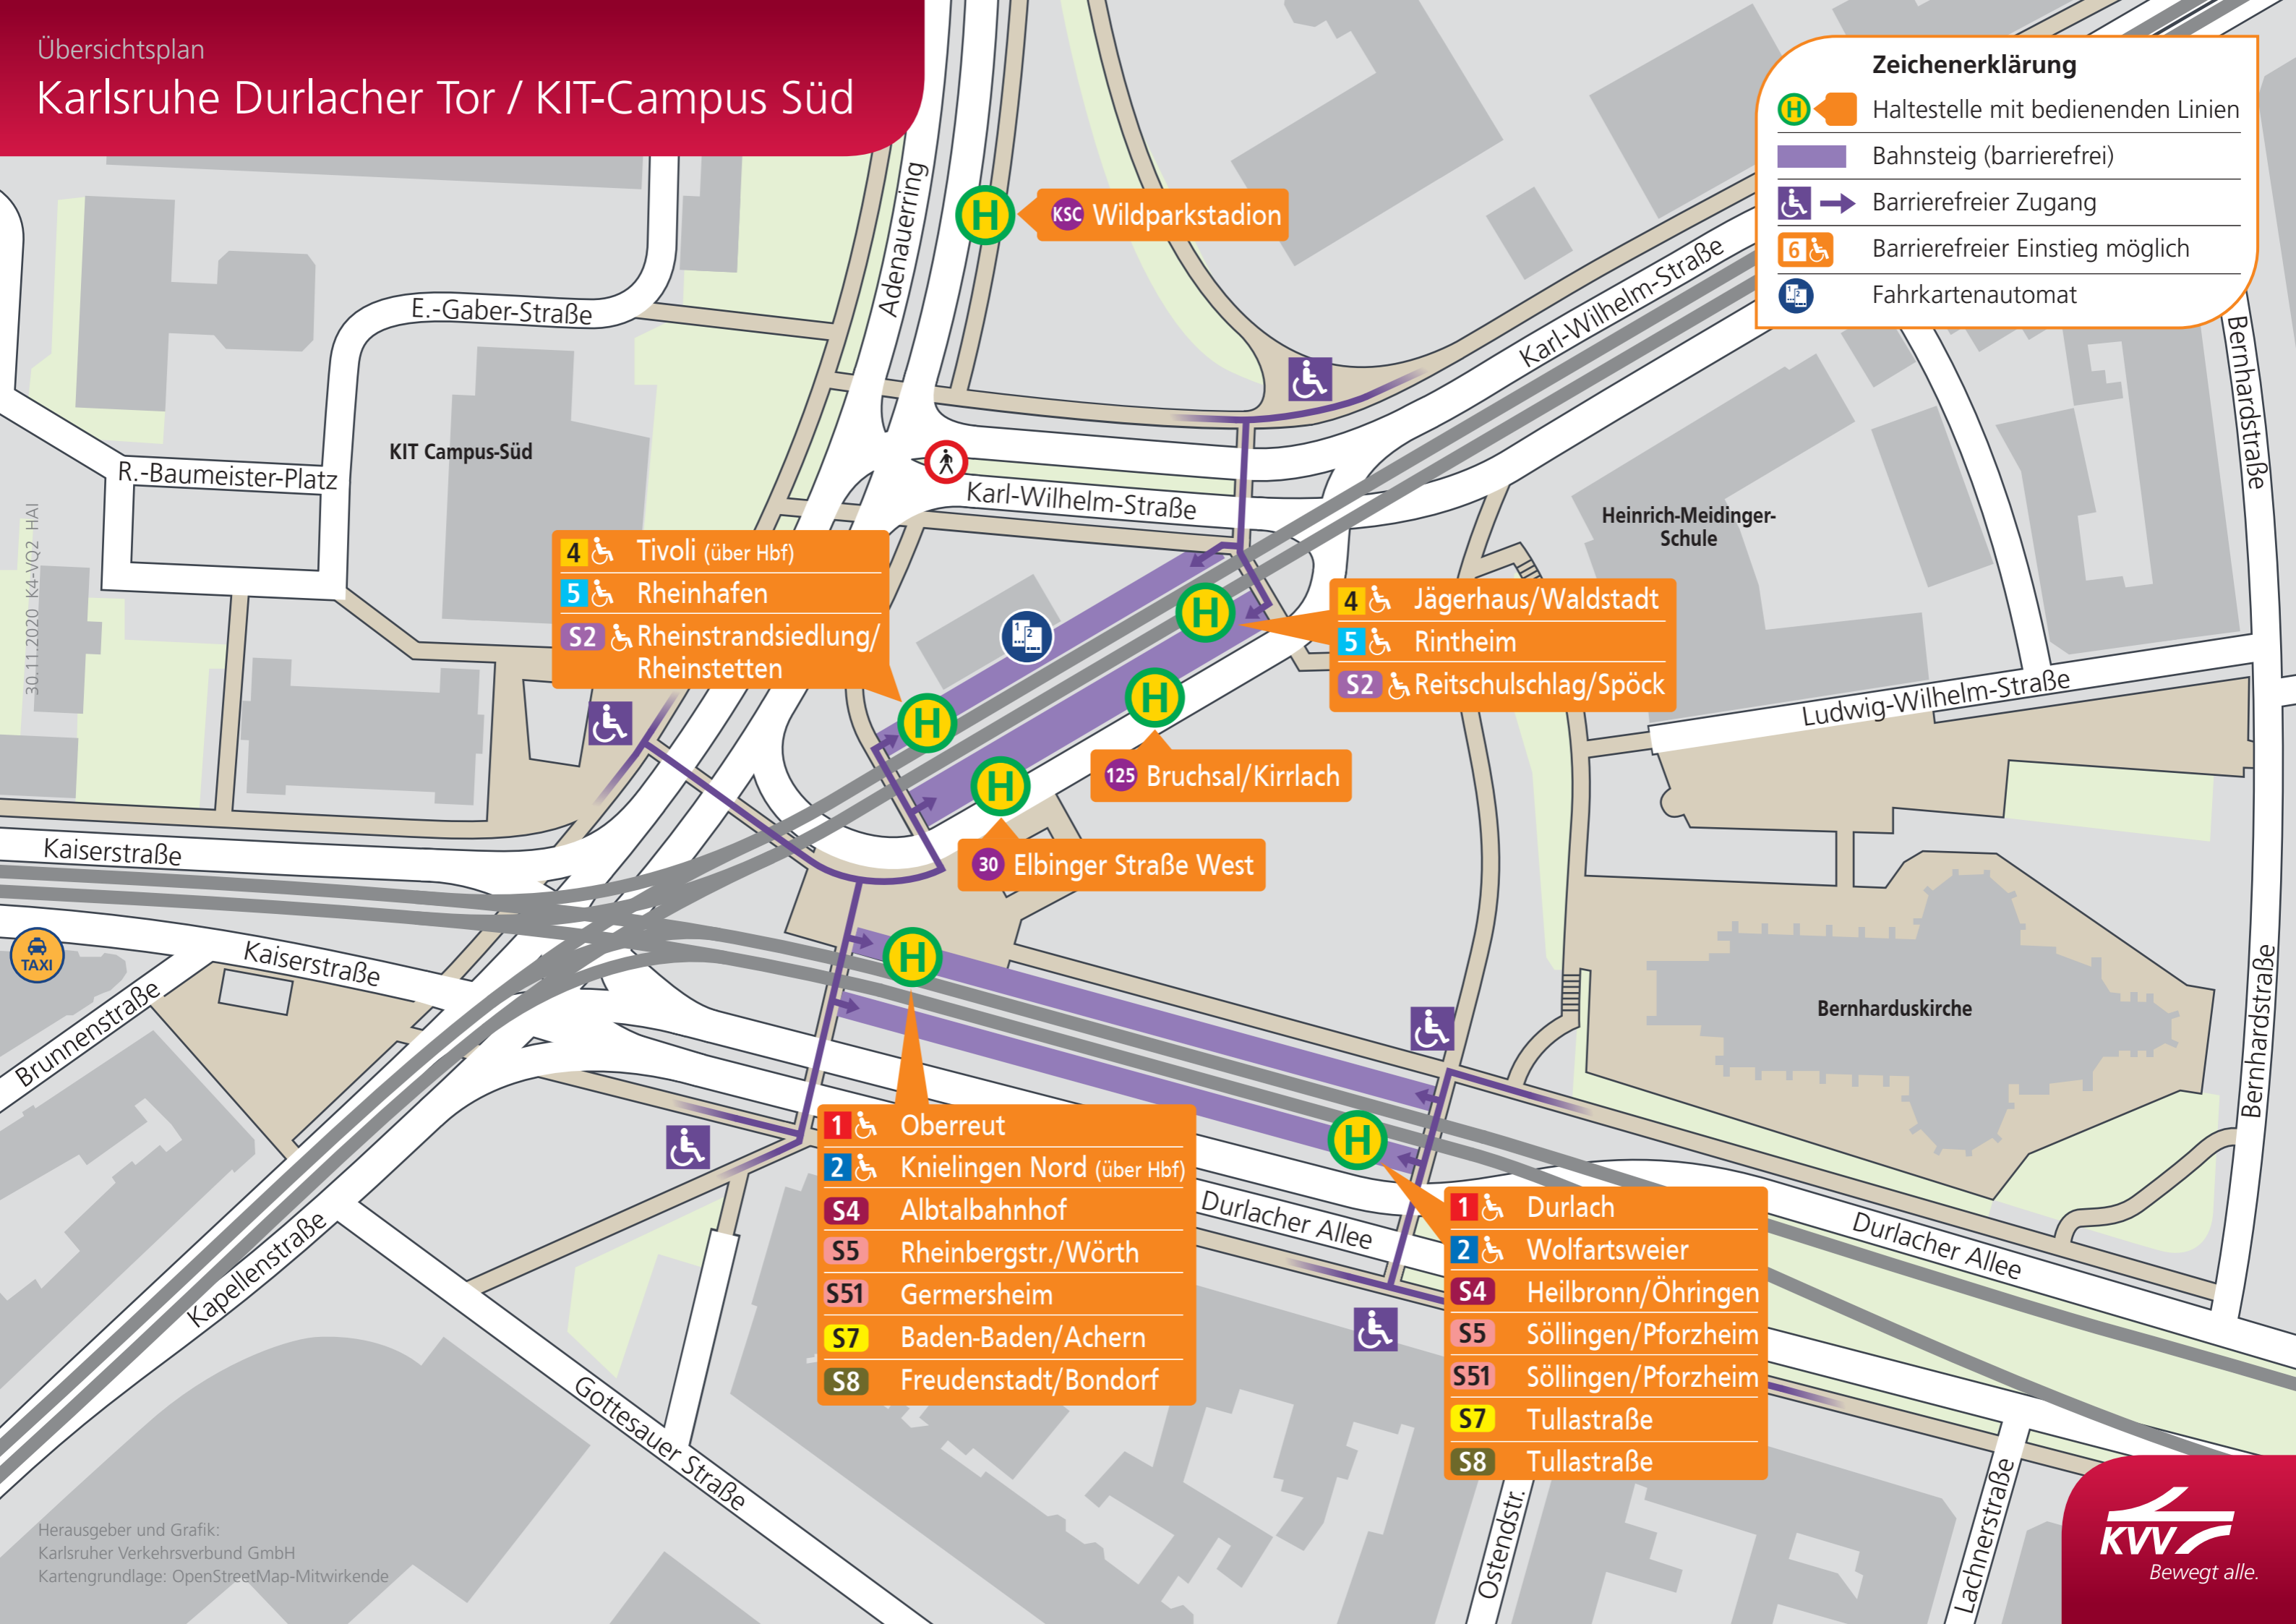 Übersichtsplan
Karlsruhe Durlacher Tor / KIT-Campus Süd
Zeichenerklärung
H Haltestelle mit bedienenden Linien
Bahnsteig (barrierefrei)
Barrierefreier Zugang
6 Barrierefreier Einstieg möglich
1 2 Fahrkartenautomat
Adenauerring
H
KSC Wildparkstadion
E.-Gaber-Straße
Karl-Wilhelm-Straße
Bernhardstraße
KIT Campus-Süd
R.-Baumeister-Platz
Karl-Wilhelm-Straße
Heinrich-Meidinger-
Schule
30.11.2020 K4-VQ2 HAI
4 Tivoli (über Hbf)
5 Rheinhafen
S2 Rheinstrandsiedlung/
Rheinstetten
1 2
H
4 Jägerhaus/Waldstadt
5 Rintheim
S2 Reitschulschlag/Spöck
H
H
H
125 Bruchsal/Kirrlach
Ludwig-Wilhelm-Straße
Kaiserstraße
30 Elbinger Straße West
TAXI
Kaiserstraße
Brunnenstraße
H
Bernharduskirche
Bernhardstraße
H
1 Oberreut
2 Knielingen Nord (über Hbf)
S4 Albtalbahnhof
S5 Rheinbergstr./Wörth
S51 Germersheim
S7 Baden-Baden/Achern
S8 Freudenstadt/Bondorf
Durlacher Allee
1 Durlach
2 Wolfartsweier
S4 Heilbronn/Öhringen
S5 Söllingen/Pforzheim
S51 Söllingen/Pforzheim
S7 Tullastraße
S8 Tullastraße
Durlacher Allee
Kapellenstraße
Gottesauer Straße
Ostendstr.
Lachnerstraße
Herausgeber und Grafik:
Karlsruher Verkehrsverbund GmbH
Kartengrundlage: OpenStreetMap-Mitwirkende
KVV
Bewegt alle.